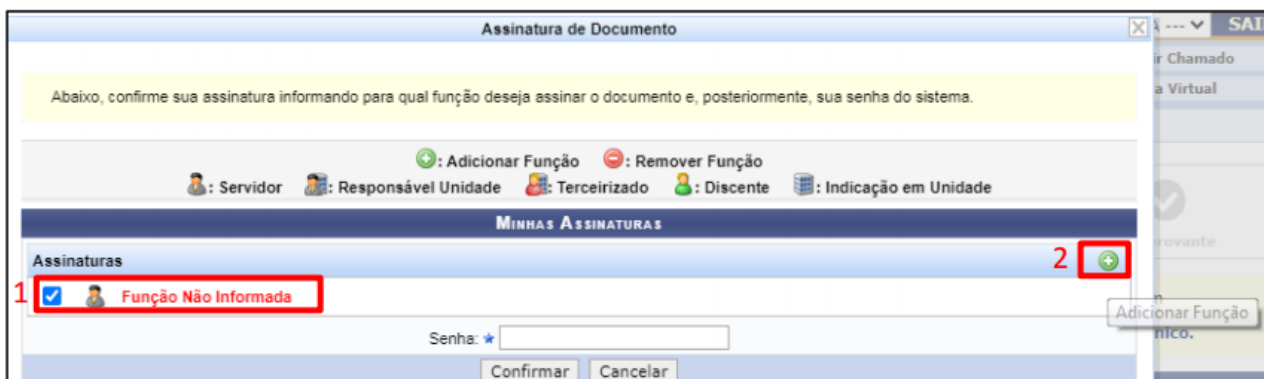 Assinatura de Documento
--- SAI
ir Chamado
a Virtual
Abaixo, confirme sua assinatura informando para qual função deseja assinar o documento e, posteriormente, sua senha do sistema.
: Adicionar Função : Remover Função
: Servidor : Responsável Unidade : Terceirizado : Discente : Indicação em Unidade
MINHAS ASSINATURAS
rovante
Assinaturas 2
1 Função Não Informada
Adicionar Função
nico.
Senha:
Confirmar Cancelar